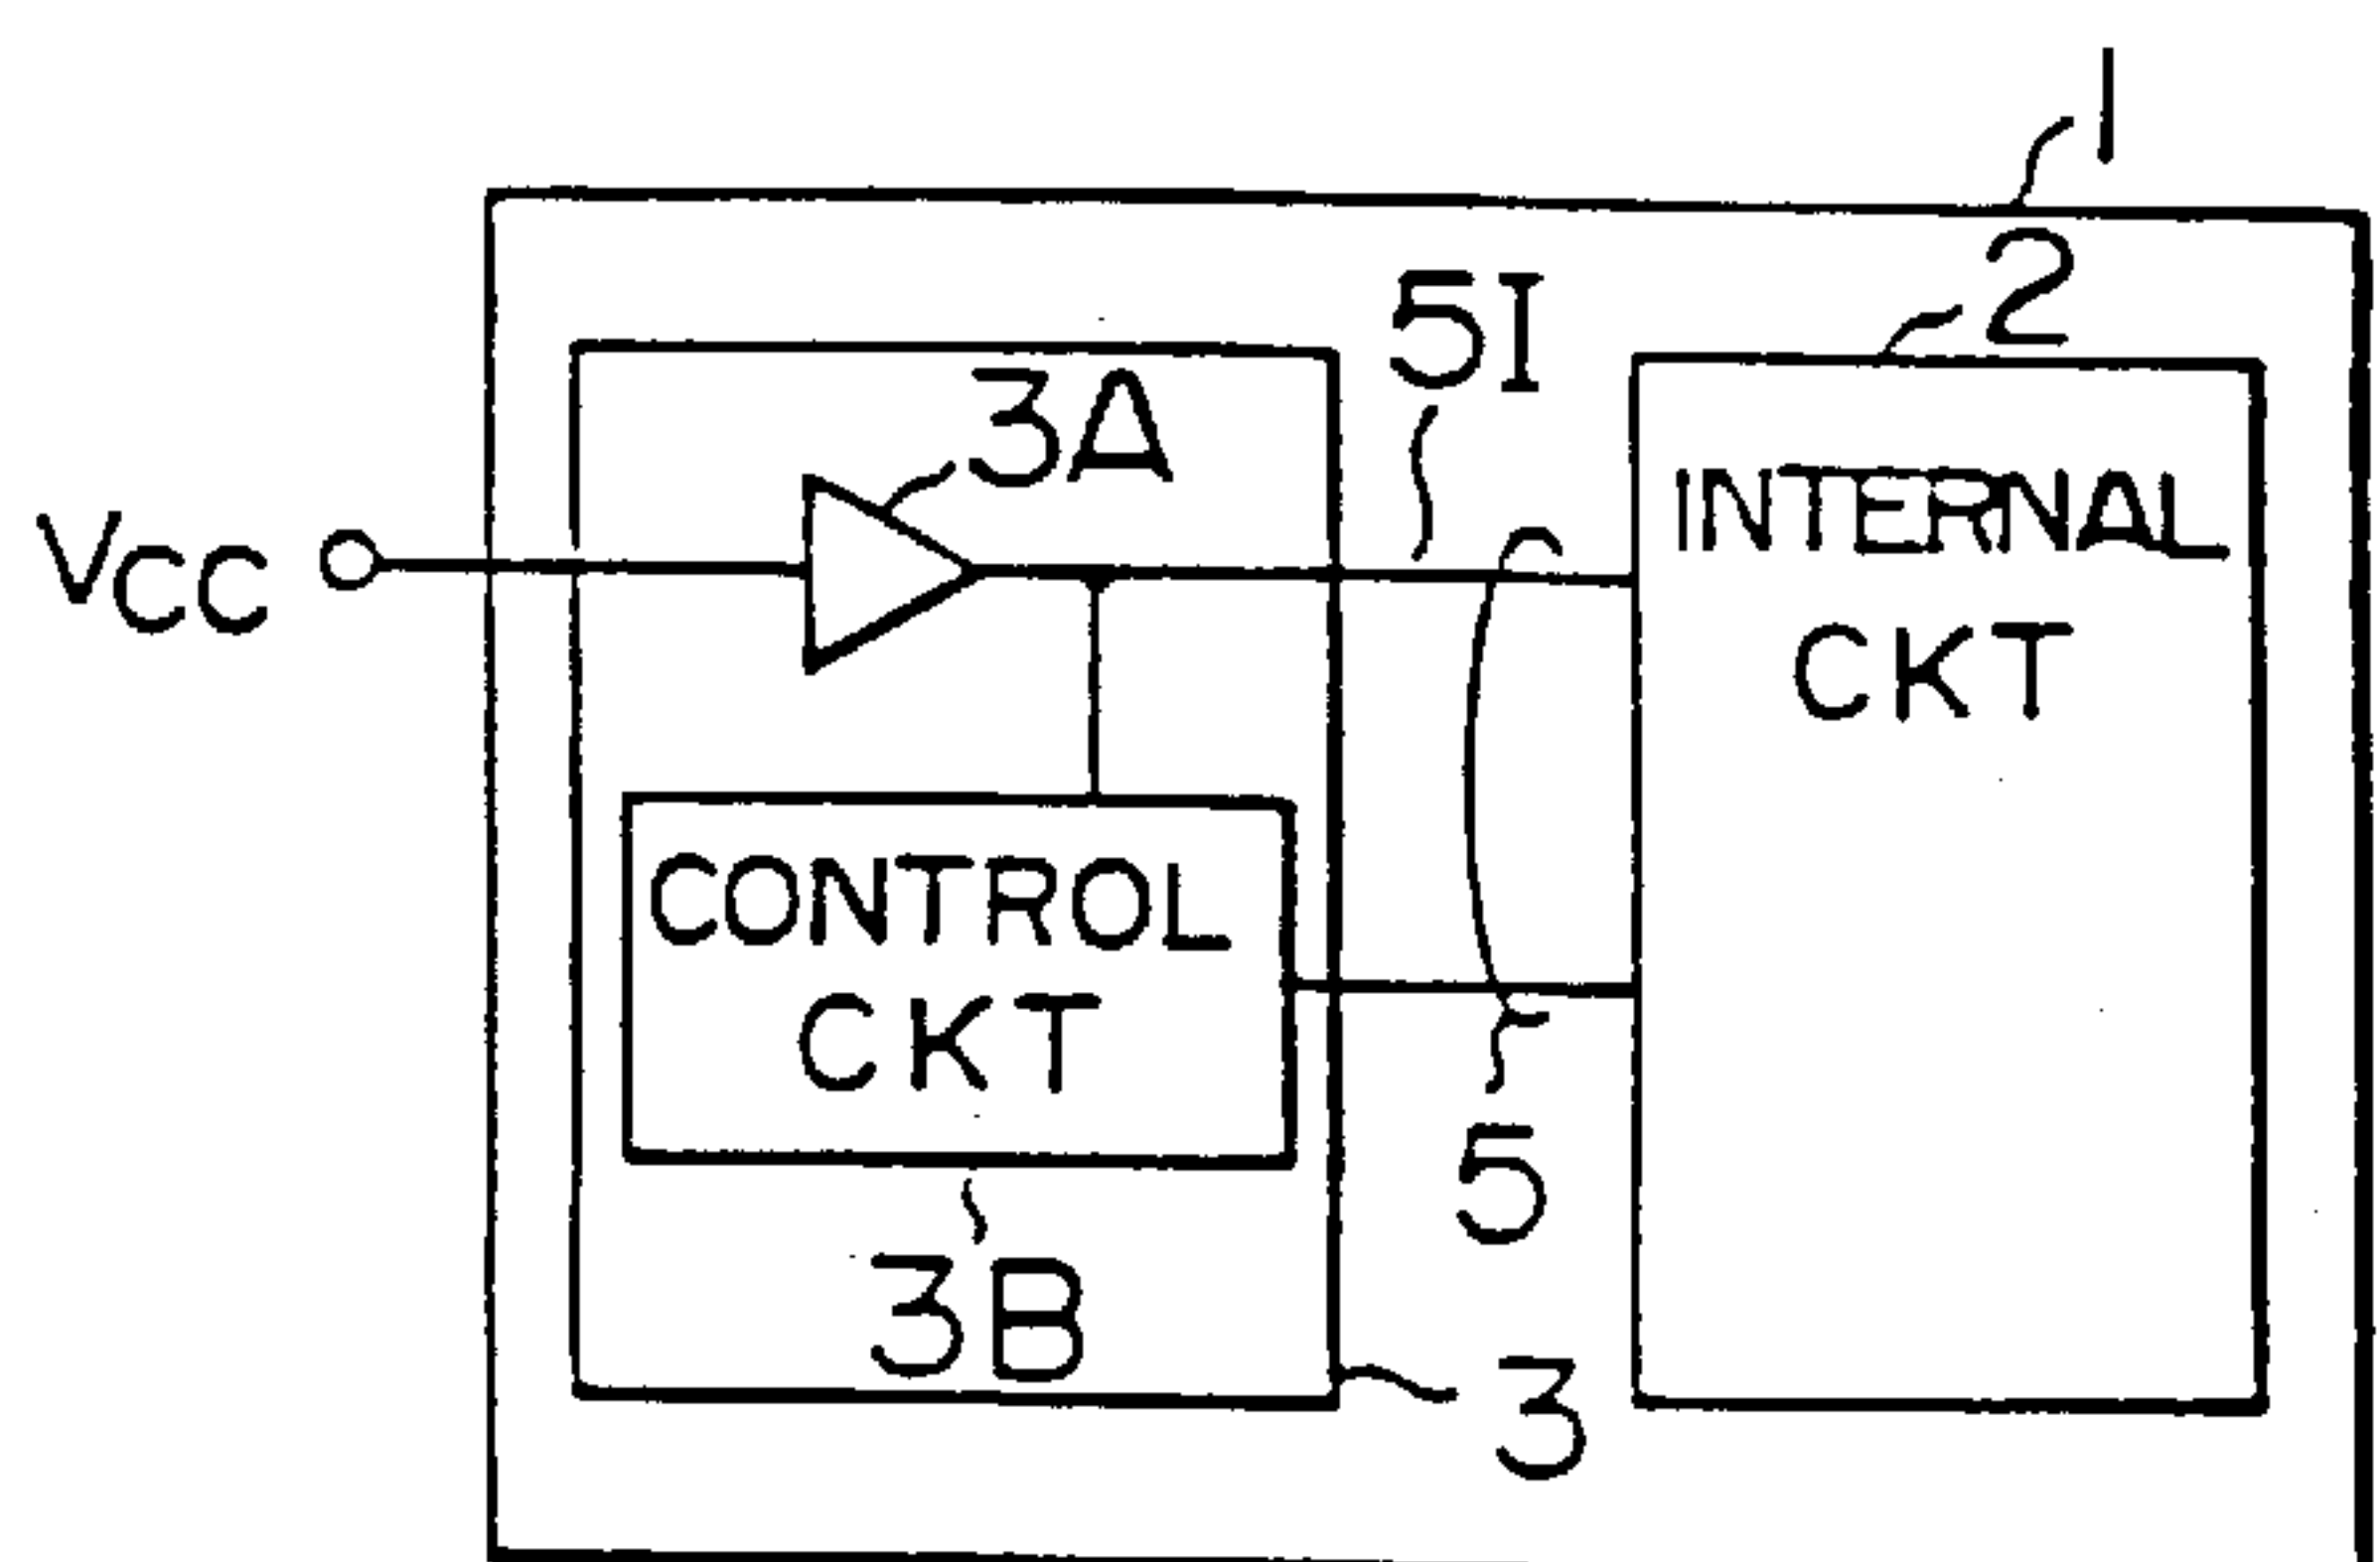 1
2
5I
3A
VCC
INTERNAL
CKT
CONTROL
CKT
5
3B
3